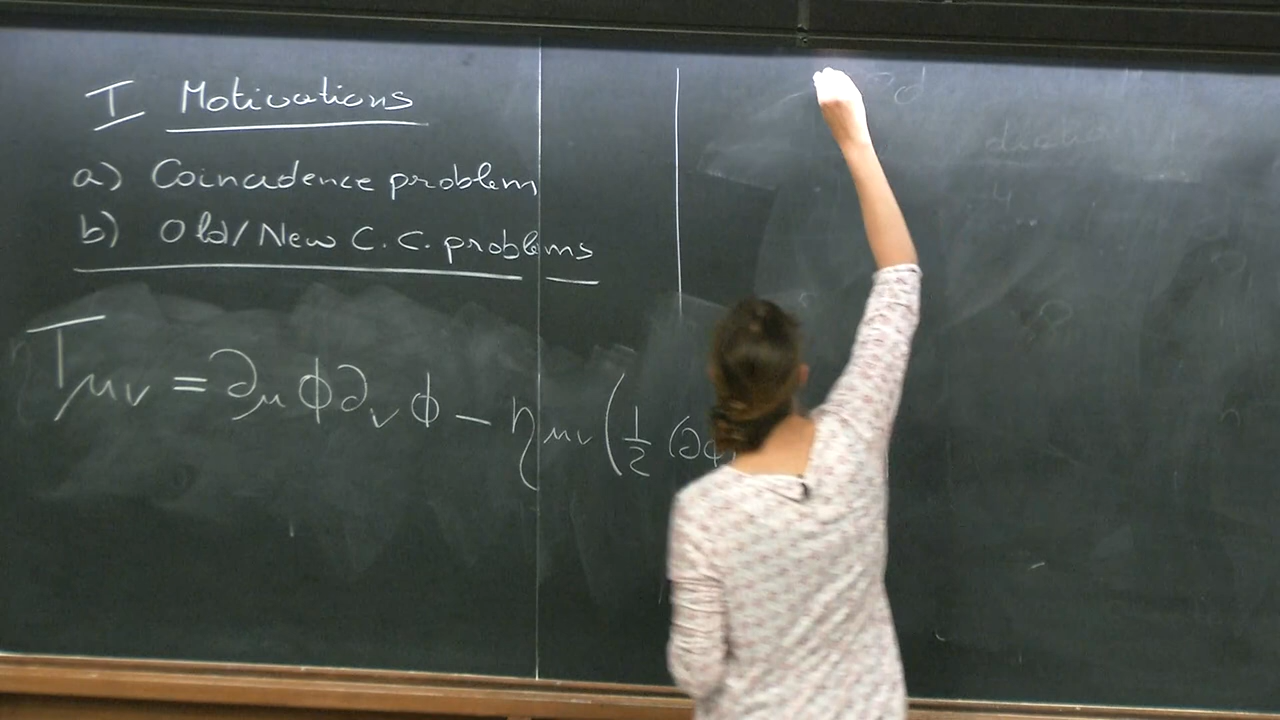 I Motivations
a) Coincidence problem
b) Old/New C.C. problems
Tμν = ∂μϕ∂νϕ − ημν(1/2 (∂ϕ